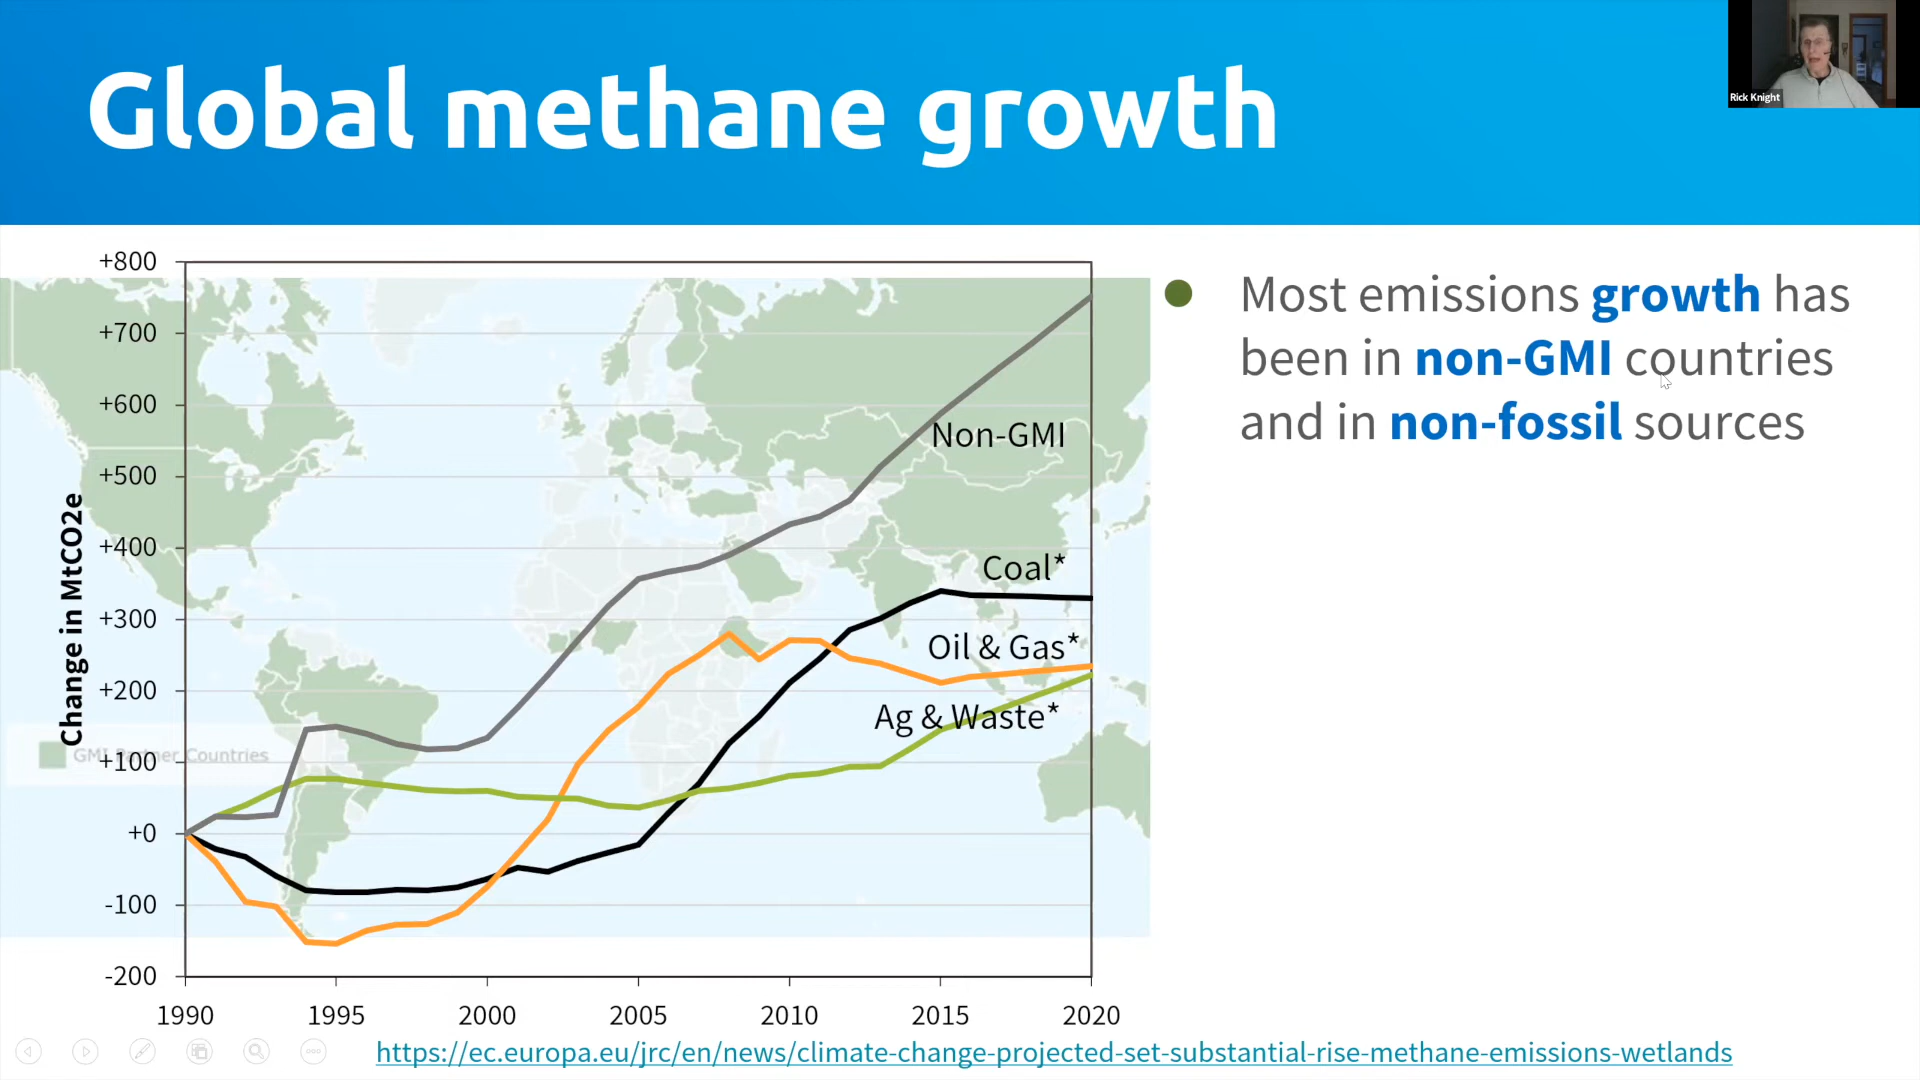 Global methane growth
Rick Knight
+800
+700
+600
+500
+400
+300
+200
+100
+0
-100
-200
Change in MtCO2e
Non-GMI
Coal*
Oil & Gas*
Ag & Waste*
GMI Partner Countries
1990 1995 2000 2005 2010 2015 2020
Most emissions growth has
been in non-GMI countries
and in non-fossil sources
https://ec.europa.eu/jrc/en/news/climate-change-projected-set-substantial-rise-methane-emissions-wetlands